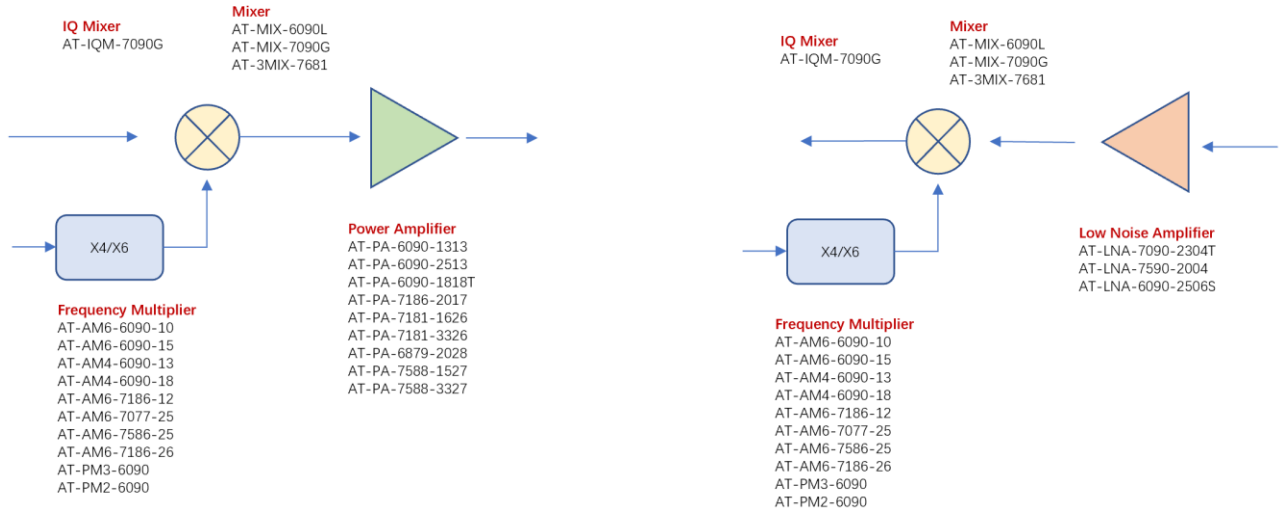 IQ Mixer
AT-IQM-7090G
Mixer
AT-MIX-6090L
AT-MIX-7090G
AT-3MIX-7681
X4/X6
Power Amplifier
AT-PA-6090-1313
AT-PA-6090-2513
AT-PA-6090-1818T
AT-PA-7186-2017
AT-PA-7181-1626
AT-PA-7181-3326
AT-PA-6879-2028
AT-PA-7588-1527
AT-PA-7588-3327
Frequency Multiplier
AT-AM6-6090-10
AT-AM6-6090-15
AT-AM4-6090-13
AT-AM4-6090-18
AT-AM6-7186-12
AT-AM6-7077-25
AT-AM6-7586-25
AT-AM6-7186-26
AT-PM3-6090
AT-PM2-6090
IQ Mixer
AT-IQM-7090G
Mixer
AT-MIX-6090L
AT-MIX-7090G
AT-3MIX-7681
X4/X6
Low Noise Amplifier
AT-LNA-7090-2304T
AT-LNA-7590-2004
AT-LNA-6090-2506S
Frequency Multiplier
AT-AM6-6090-10
AT-AM6-6090-15
AT-AM4-6090-13
AT-AM4-6090-18
AT-AM6-7186-12
AT-AM6-7077-25
AT-AM6-7586-25
AT-AM6-7186-26
AT-PM3-6090
AT-PM2-6090